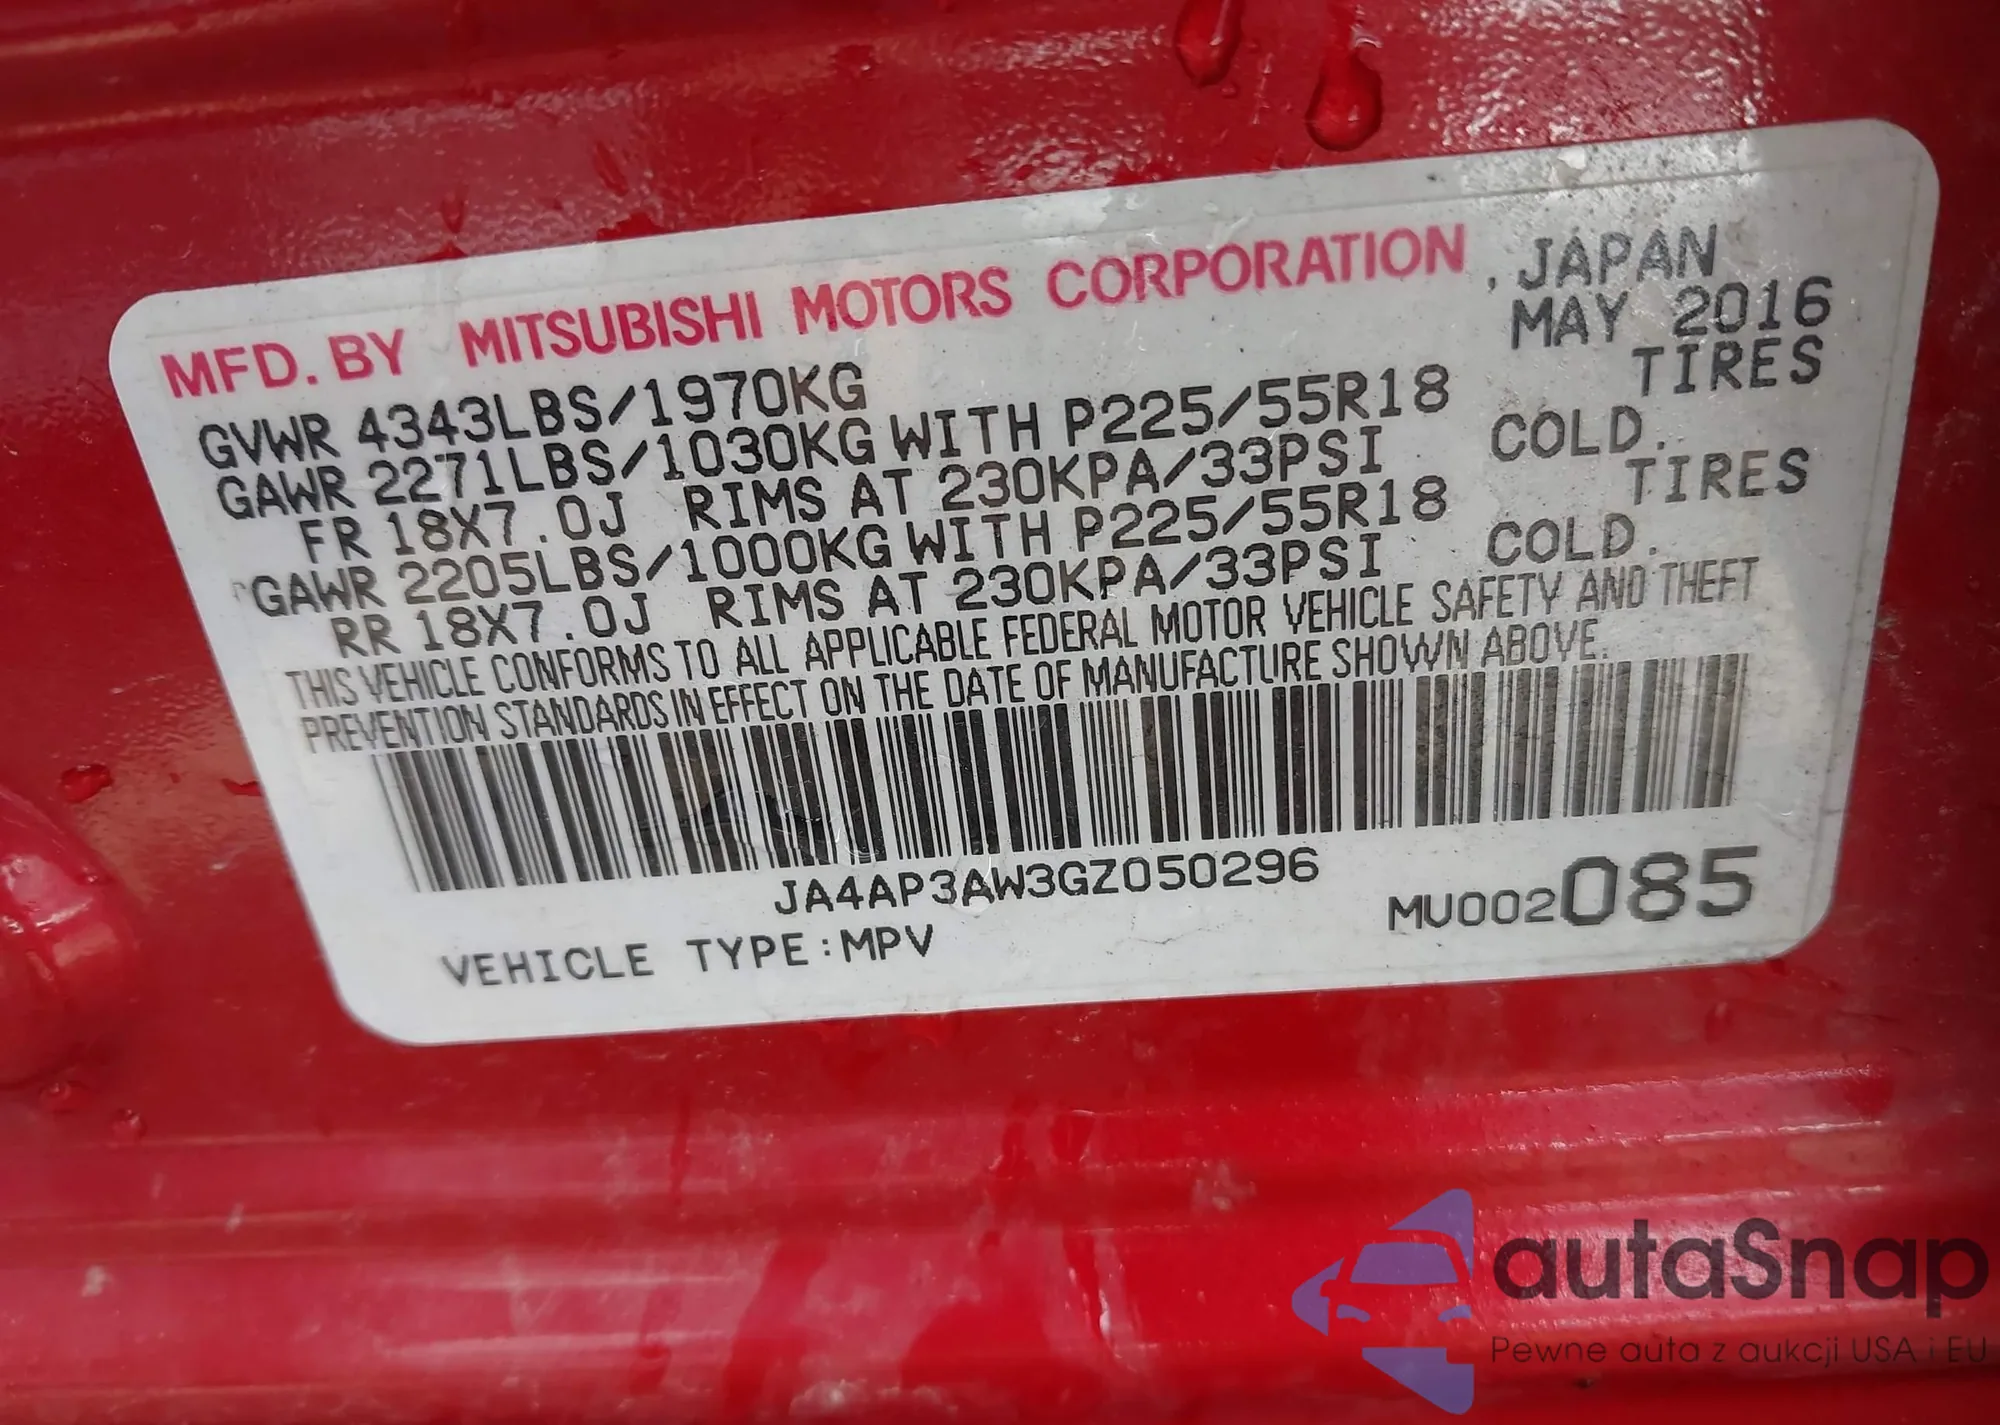 MFD. BY MITSUBISHI MOTORS CORPORATION , JAPAN
MAY 2016
GVWR 4343LBS/1970KG
GAWR 2271LBS/1030KG WITH P225/55R18 TIRES
FR 18X7.0J RIMS AT 230KPA/33PSI COLD.
GAWR 2205LBS/1000KG WITH P225/55R18 TIRES
RR 18X7.0J RIMS AT 230KPA/33PSI COLD.
THIS VEHICLE CONFORMS TO ALL APPLICABLE FEDERAL MOTOR VEHICLE SAFETY AND THEFT
PREVENTION STANDARDS IN EFFECT ON THE DATE OF MANUFACTURE SHOWN ABOVE.
JA4AP3AW3GZ050296
MU002085
VEHICLE TYPE:MPV
autaSnap
Pewne auta z aukcji USA i EU